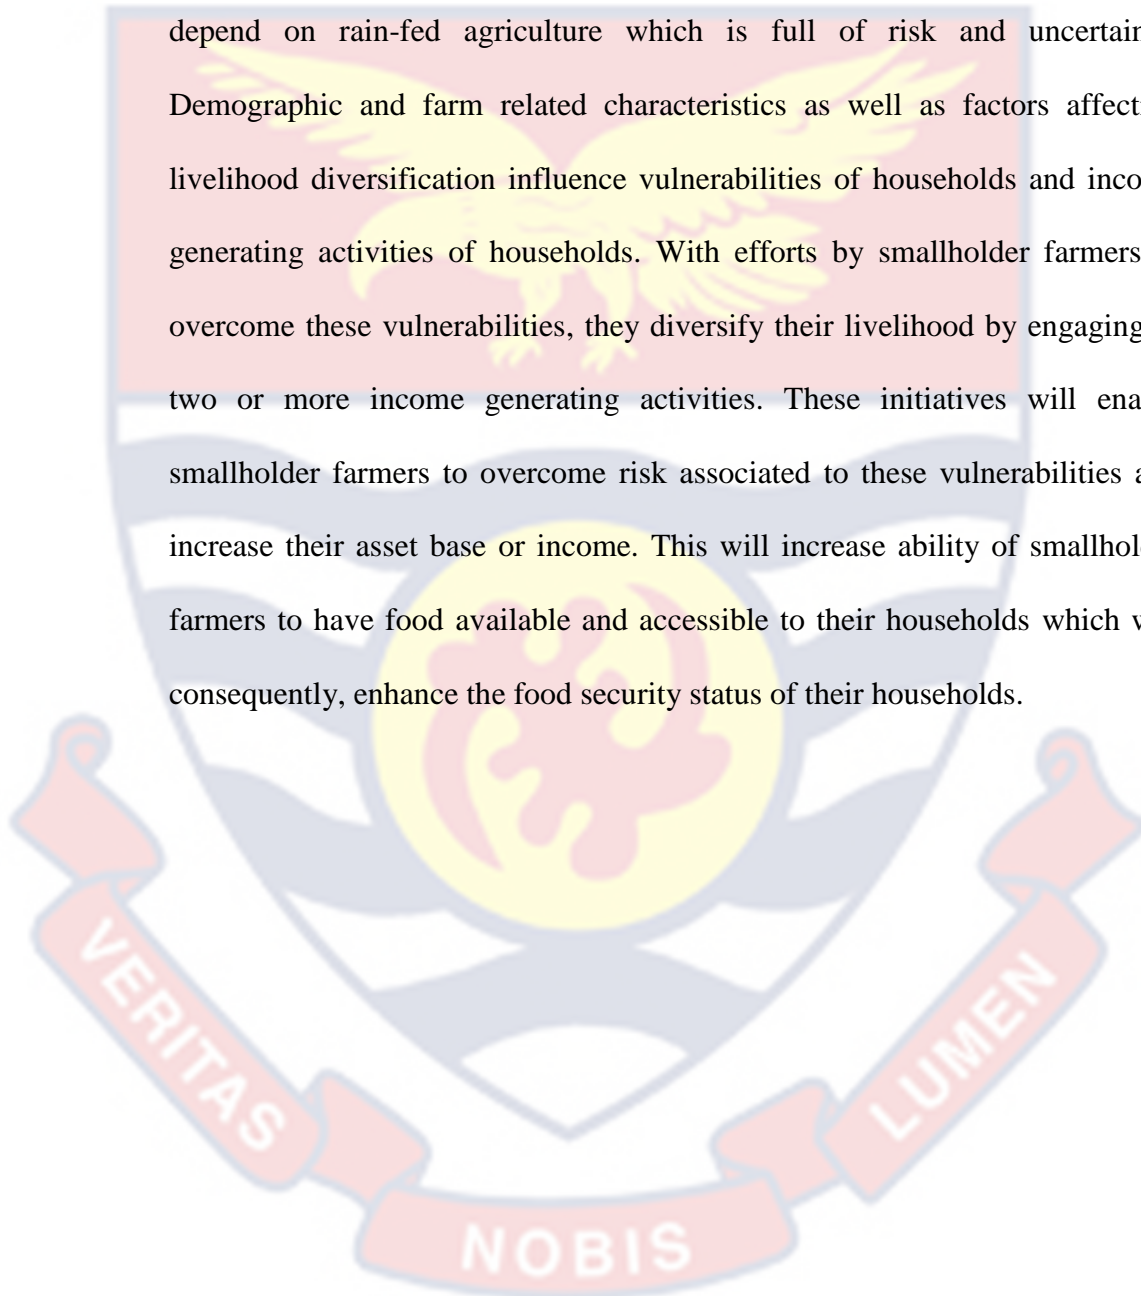 depend on rain-fed agriculture which is full of risk and uncertain
Demographic and farm related characteristics as well as factors affecti
livelihood diversification influence vulnerabilities of households and inco
generating activities of households. With efforts by smallholder farmers
overcome these vulnerabilities, they diversify their livelihood by engaging
two or more income generating activities. These initiatives will ena
smallholder farmers to overcome risk associated to these vulnerabilities a
increase their asset base or income. This will increase ability of smallhol
farmers to have food available and accessible to their households which w
consequently, enhance the food security status of their households.
VERITAS
NOBIS
LUMEN